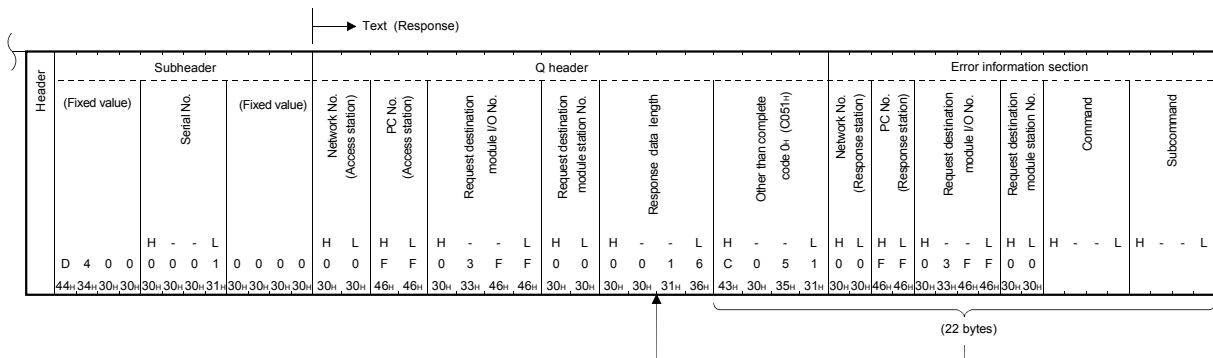 Text (Response)
Header
Subheader
Q header
Error information section
(Fixed value)
Serial No.
(Fixed value)
Network No.
(Access station)
PC No.
(Access station)
Request destination
module I/O No.
Request destination
module station No.
Response data length
Other than complete
code 0H (C051H)
Network No.
(Response station)
PC No.
(Response station)
Request destination
module I/O No.
Request destination
module station No.
Command
Subcommand
H - - L H L H L H - - L H L H - - L H - - L H L H L H - - L H L H - - L H - - L
D 4 0 0 0 0 0 1 0 0 0 0 0 0 F F 0 3 F F 0 0 0 0 1 6 C 0 5 1 0 0 F F 0 3 F F 0 0
44H 34H 30H 30H 30H 30H 30H 31H 30H 30H 30H 30H 30H 30H 46H 46H 30H 33H 46H 46H 30H 30H 30H 30H 31H 36H 43H 30H 35H 31H 30H 30H 46H 46H 30H 33H 46H 46H 30H 30H
(22 bytes)